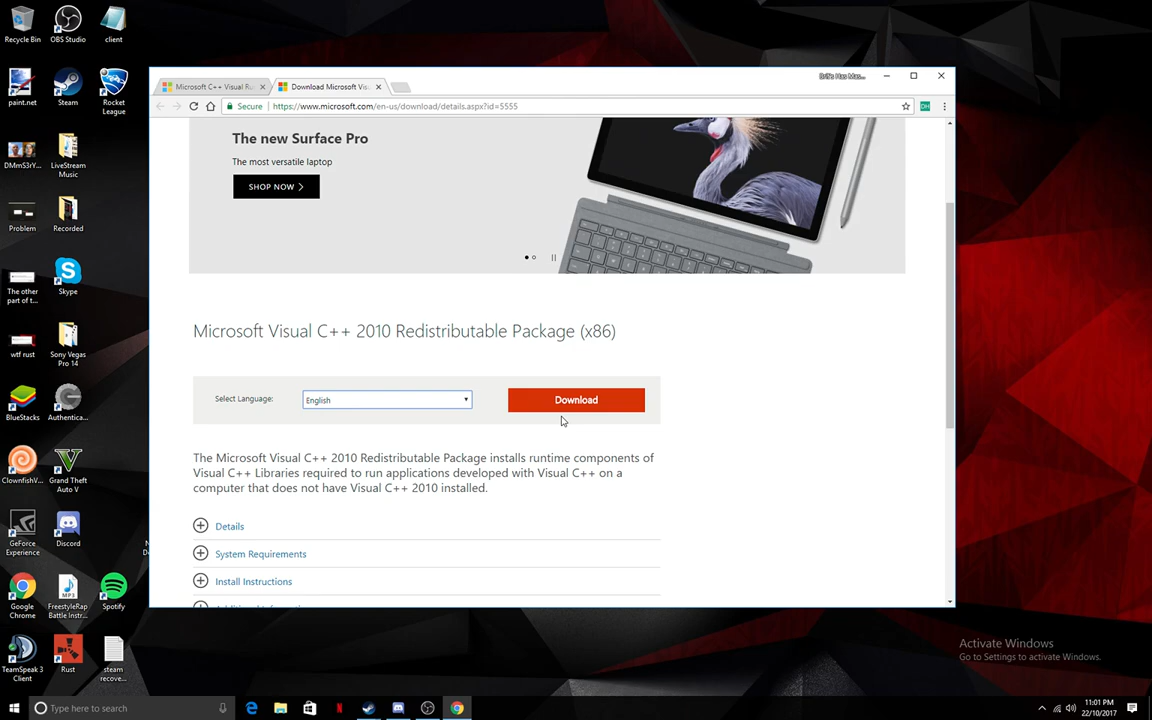 Recycle Bin
OBS Studio
client
paint.net
Steam
Rocket
League
DMmS3rY...
LiveStream
Music
Problem
Recorded
The other
part of t...
Skype
wtf rust
Sony Vegas
Pro 14
BlueStacks
Authentica...
ClownfishV...
Grand Theft
Auto V
GeForce
Experience
Discord
Google
Chrome
FreestyleRap
Battle Instr...
Spotify
TeamSpeak 3
Client
Rust
steam
recove...
Microsoft C++ Visual Ru
Download Microsoft Visu
Secure
https://www.microsoft.com/en-us/download/details.aspx?id=5555
DH
The new Surface Pro
The most versatile laptop
SHOP NOW
Microsoft Visual C++ 2010 Redistributable Package (x86)
Select Language:
English
Download
The Microsoft Visual C++ 2010 Redistributable Package installs runtime components of
Visual C++ Libraries required to run applications developed with Visual C++ on a
computer that does not have Visual C++ 2010 installed.
Details
System Requirements
Install Instructions
Activate Windows
Go to Settings to activate Windows.
Type here to search
11:01 PM
22/10/2017